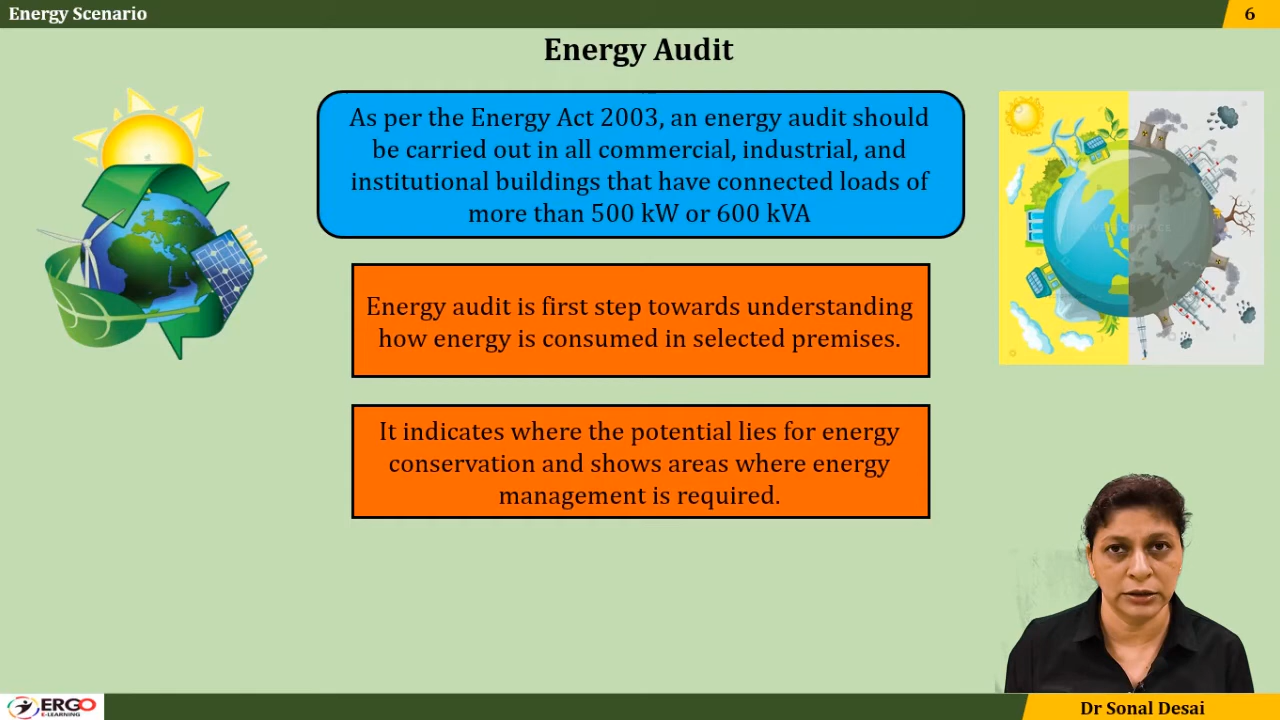 Energy Scenario
6
Energy Audit
As per the Energy Act 2003, an energy audit should
be carried out in all commercial, industrial, and
institutional buildings that have connected loads of
more than 500 kW or 600 kVA
Energy audit is first step towards understanding
how energy is consumed in selected premises.
It indicates where the potential lies for energy
conservation and shows areas where energy
management is required.
ERGO
E-LEARNING
Dr Sonal Desai